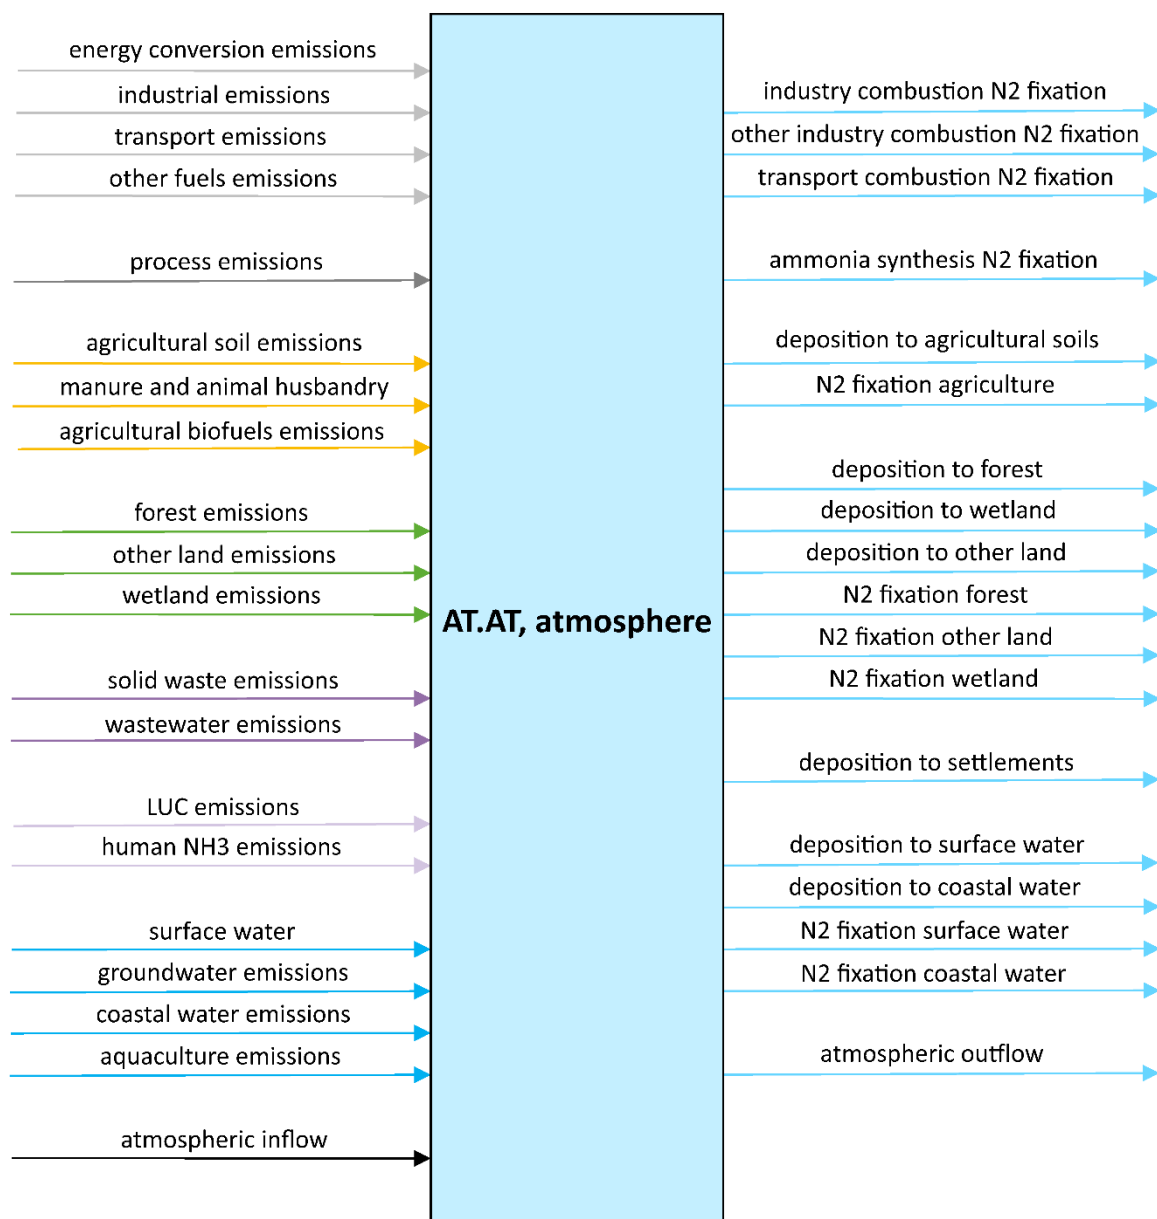 energy conversion emissions
industrial emissions
transport emissions
other fuels emissions
process emissions
agricultural soil emissions
manure and animal husbandry
agricultural biofuels emissions
forest emissions
other land emissions
wetland emissions
solid waste emissions
wastewater emissions
LUC emissions
human NH3 emissions
surface water
groundwater emissions
coastal water emissions
aquaculture emissions
atmospheric inflow
AT.AT, atmosphere
industry combustion N2 fixation
other industry combustion N2 fixation
transport combustion N2 fixation
ammonia synthesis N2 fixation
deposition to agricultural soils
N2 fixation agriculture
deposition to forest
deposition to wetland
deposition to other land
N2 fixation forest
N2 fixation other land
N2 fixation wetland
deposition to settlements
deposition to surface water
deposition to coastal water
N2 fixation surface water
N2 fixation coastal water
atmospheric outflow